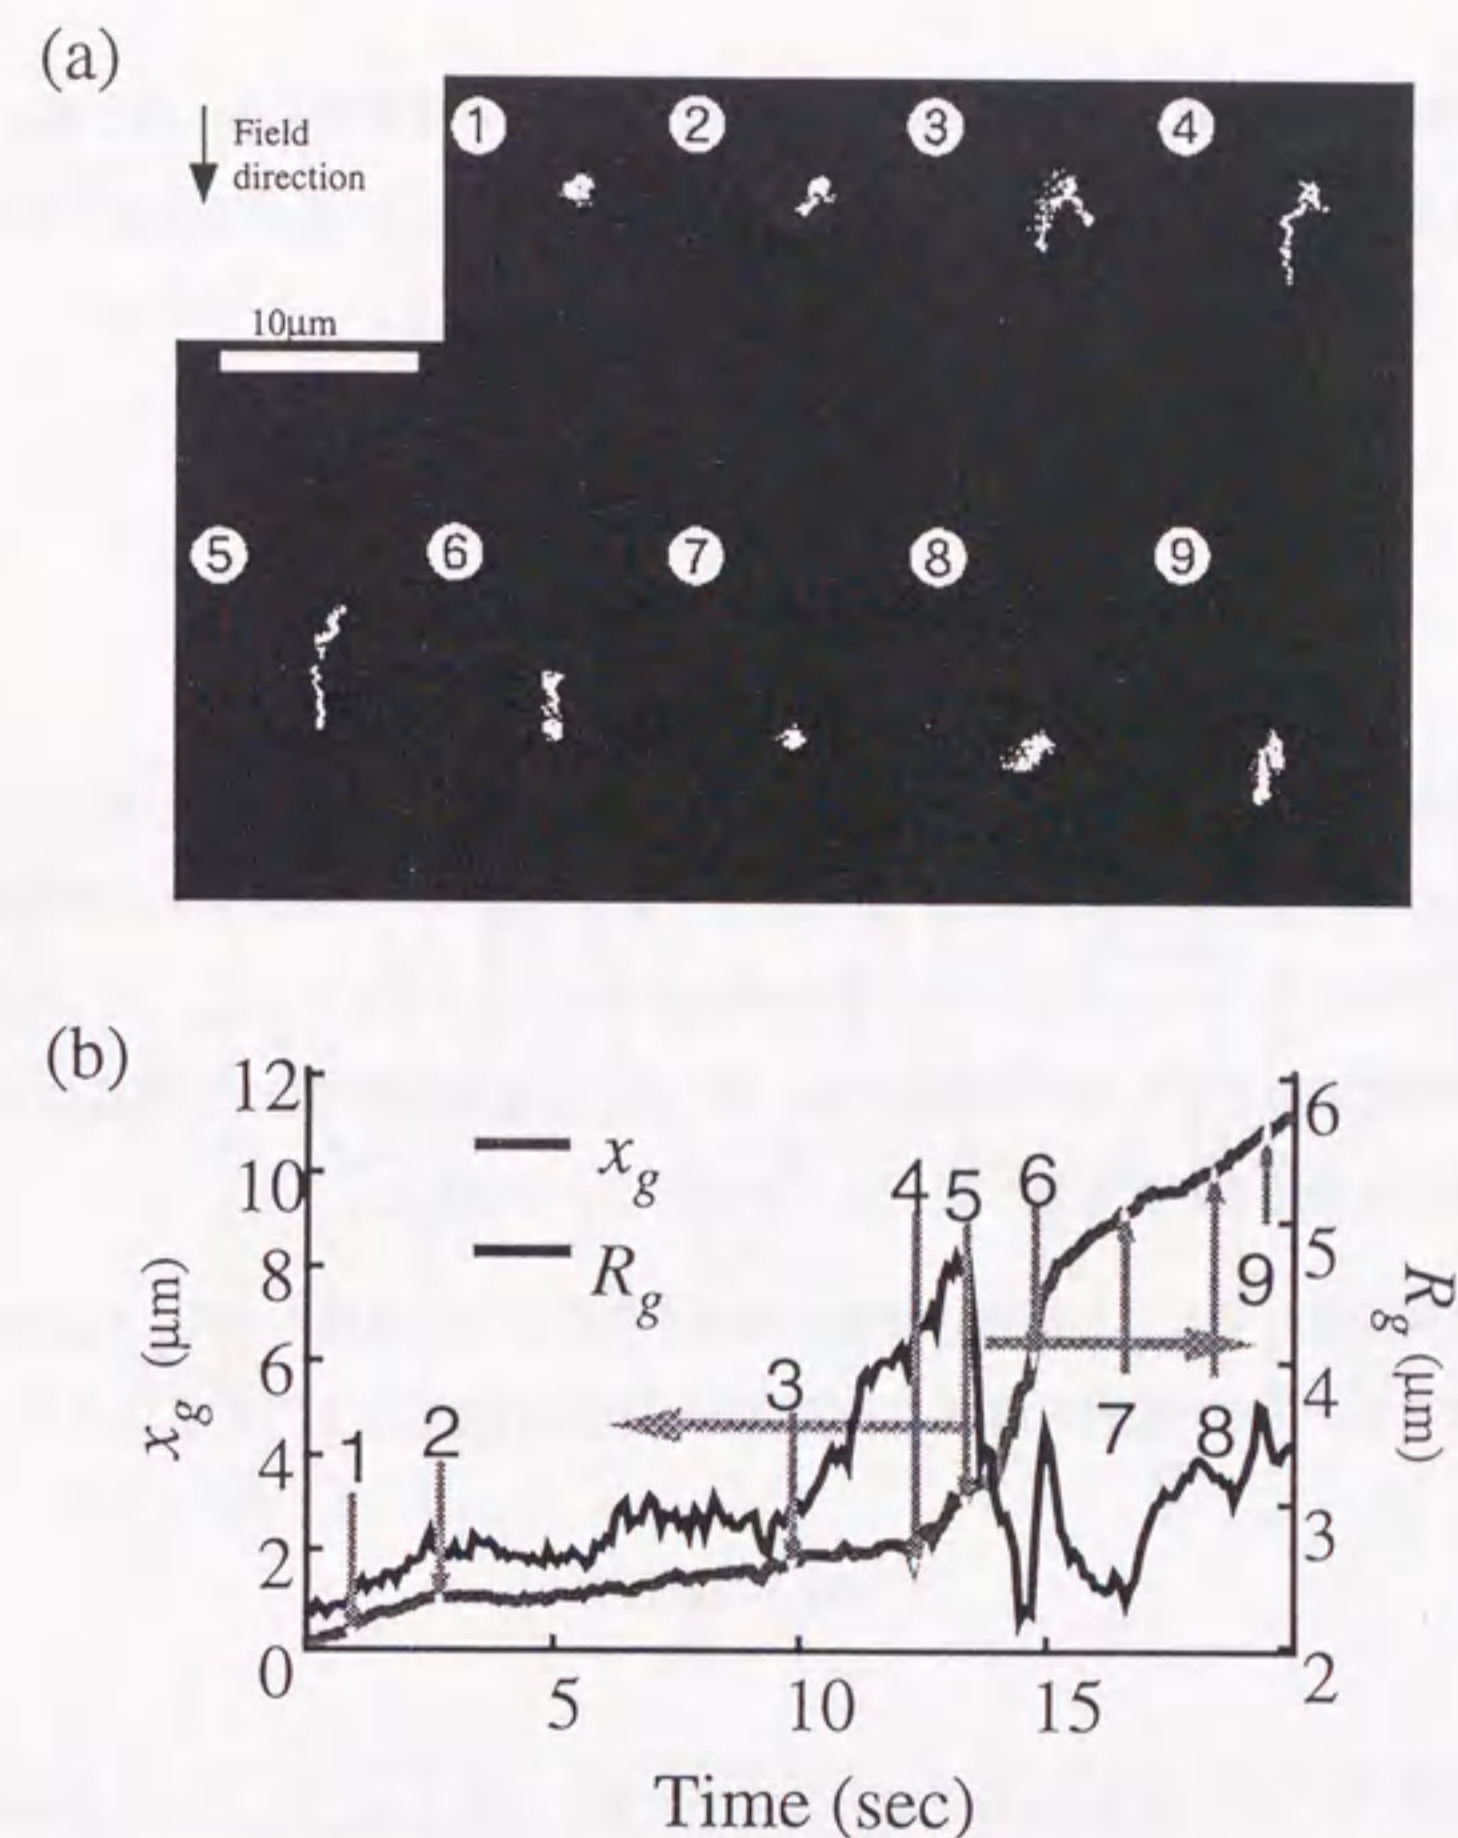 (a)
Field
direction
10μm
1 2 3 4
5 6 7 8 9
(b)
12
10
8
6
4
2
0
x_g (μm)
x_g
R_g
1 2 3 4 5 6 7 8 9
6
5
4
3
2
R_g (μm)
5 10 15
Time (sec)